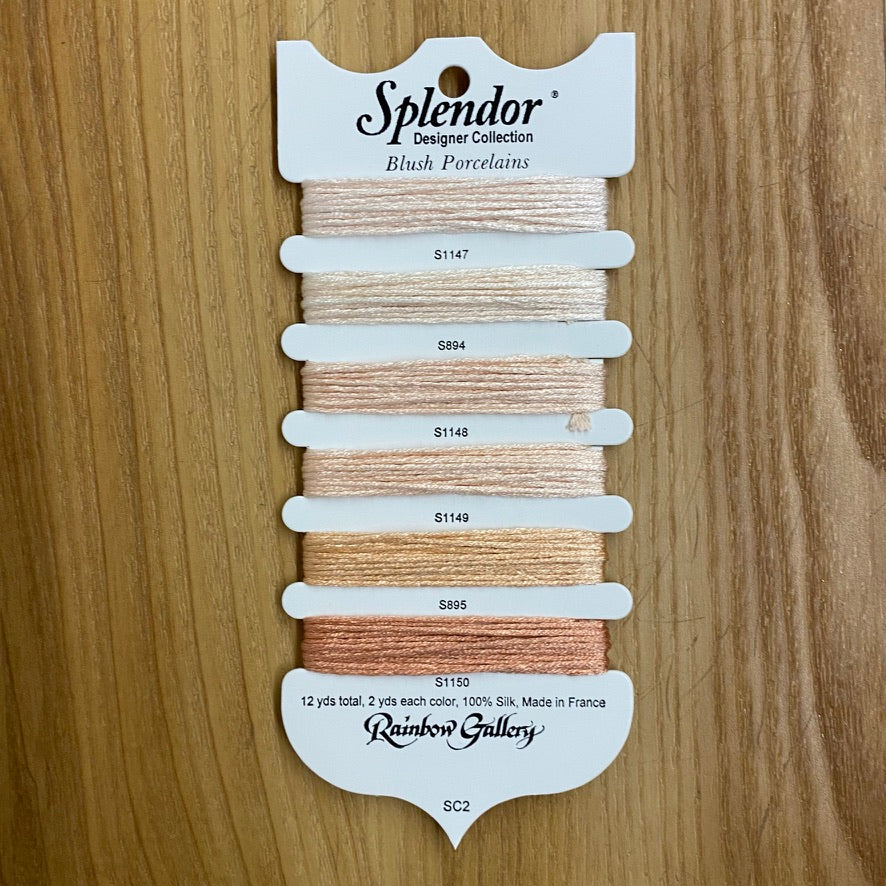 Splendor®
Designer Collection
Blush Porcelains
S1147
S894
S1148
S1149
S895
S1150
12 yds total, 2 yds each color, 100% Silk, Made in France
Rainbow Gallery
SC2